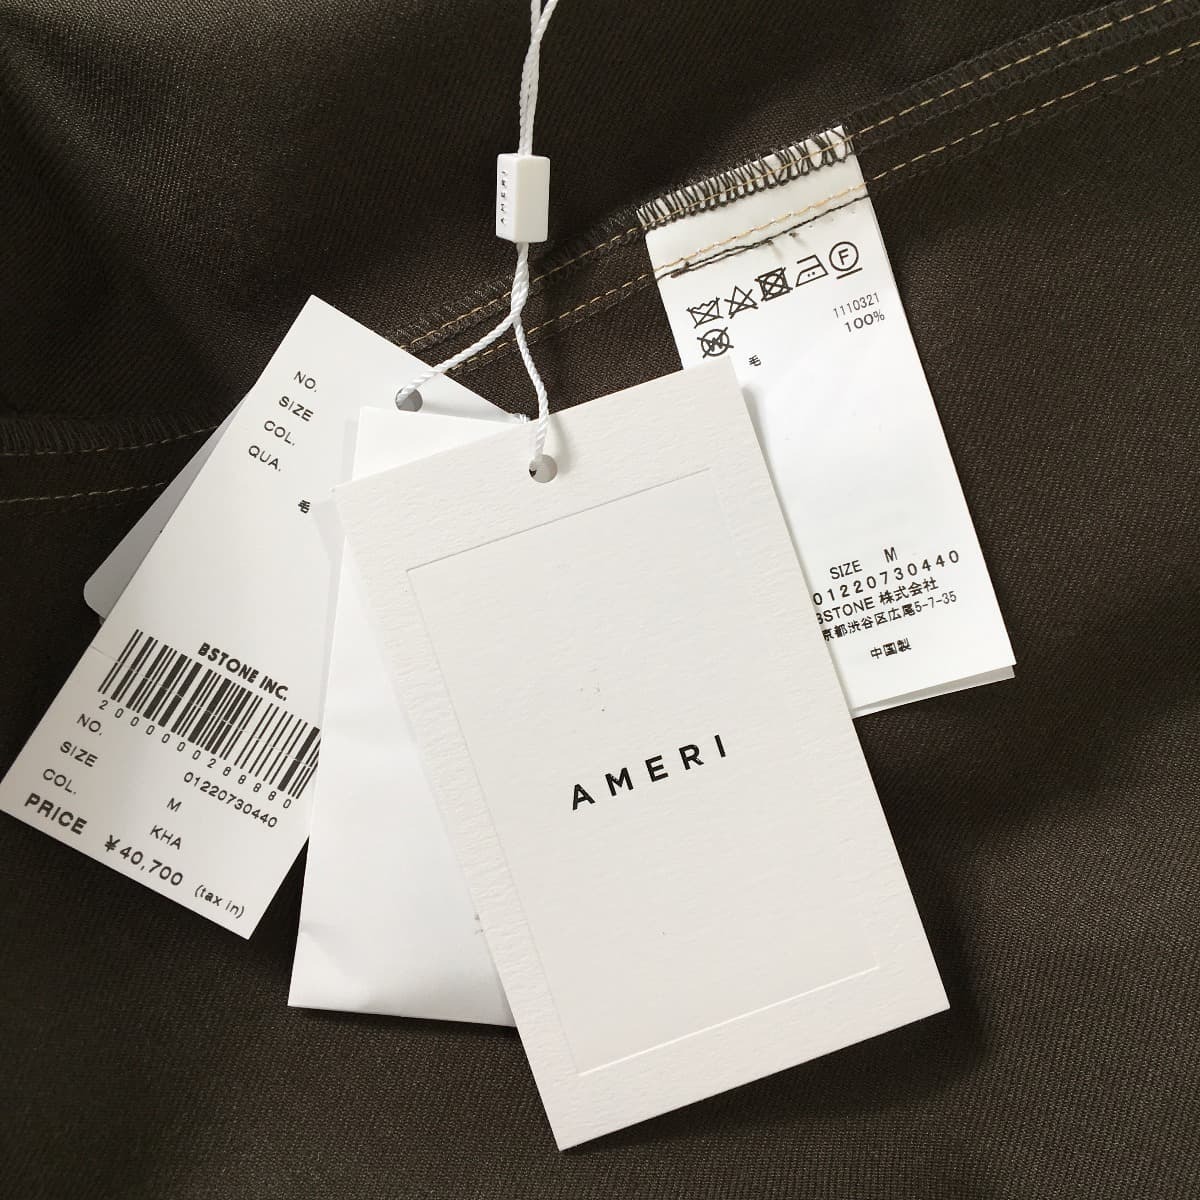 AMERI
NO.
SIZE
COL.
QUA.
毛
BSTONE INC.
2000000288880
NO.
01220730440
SIZE
M
COL.
KHA
PRICE
¥40,700 (tax in)
AMERI
F
W
1110321
毛
100%
SIZE M
01220730440
BSTONE 株式会社
京都渋谷区広尾5-7-35
中国製